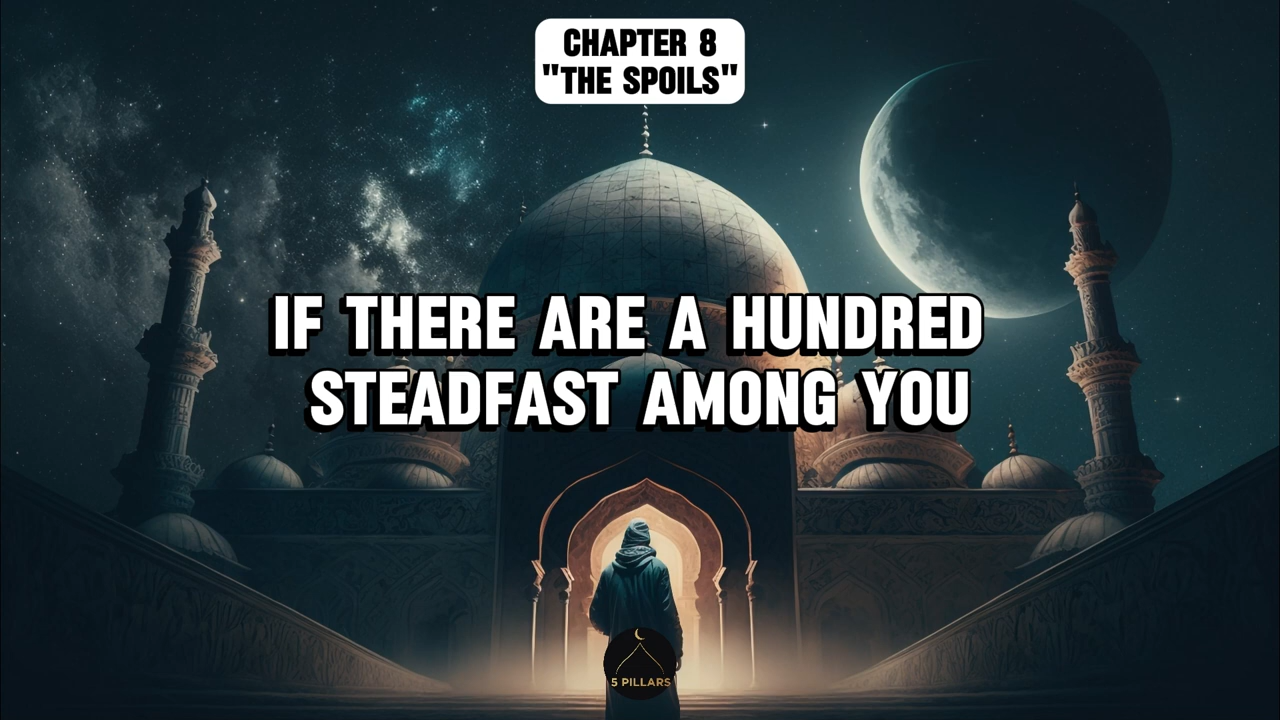 CHAPTER 8
"THE SPOILS"
IF THERE ARE A HUNDRED
STEADFAST AMONG YOU
5 PILLARS